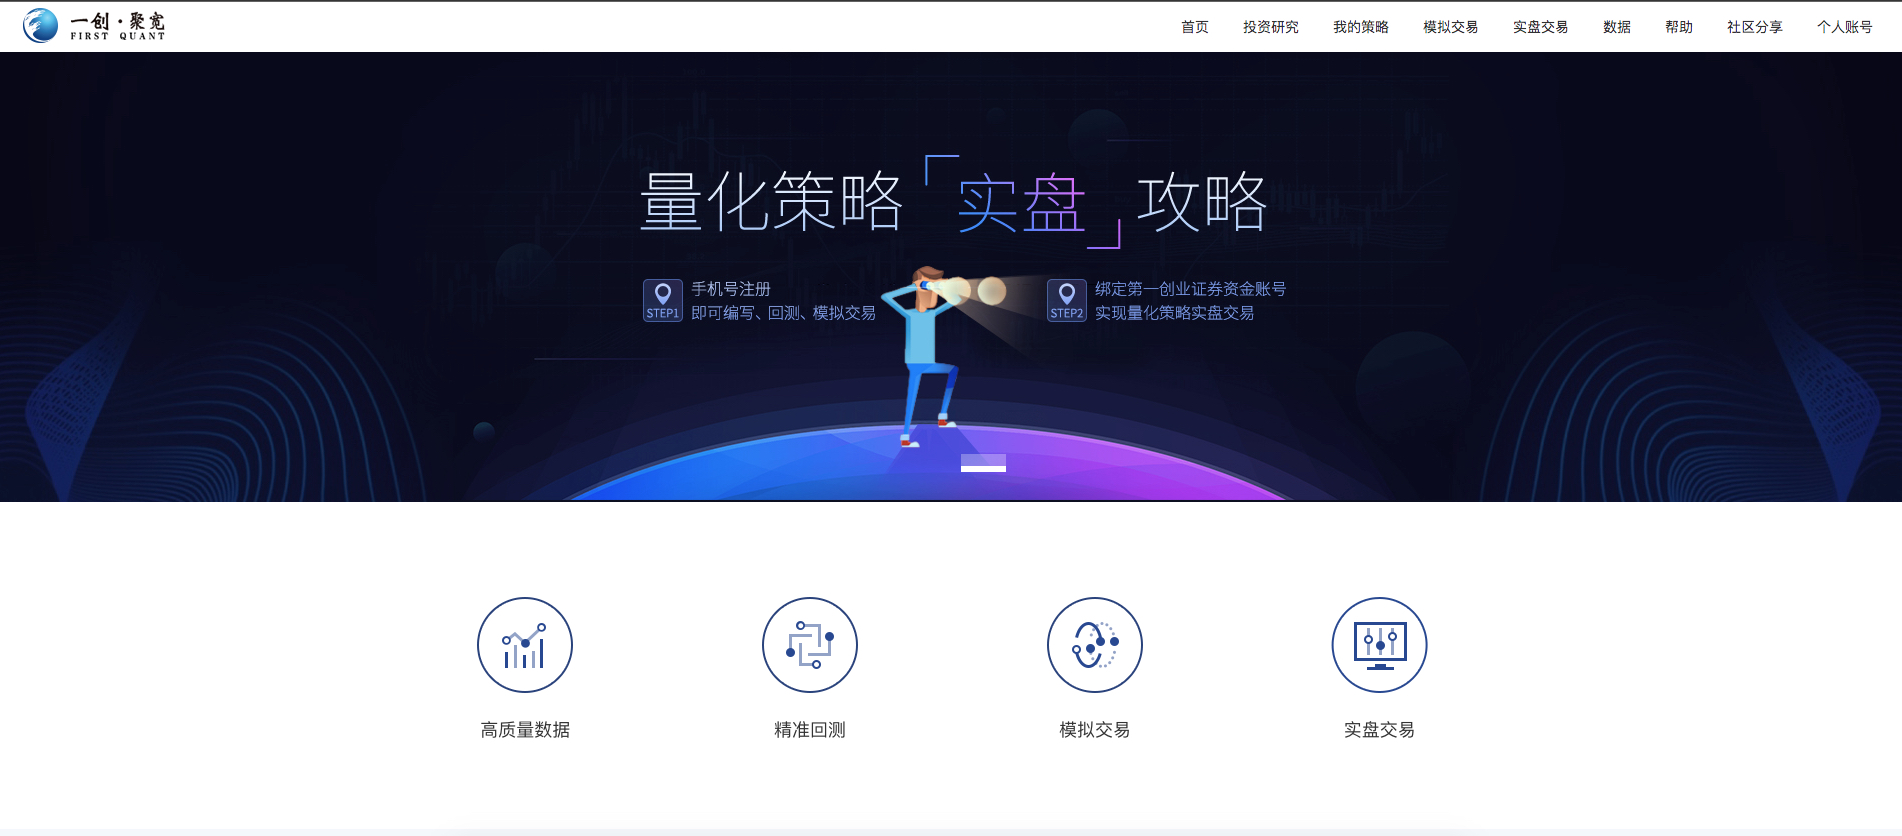 一创·聚宽
FIRST QUANT
首页 投资研究 我的策略 模拟交易 实盘交易 数据 帮助 社区分享 个人账号
量化策略「实盘」攻略
STEP1
手机号注册
即可编写、回测、模拟交易
STEP2
绑定第一创业证券资金账号
实现量化策略实盘交易
高质量数据
精准回测
模拟交易
实盘交易